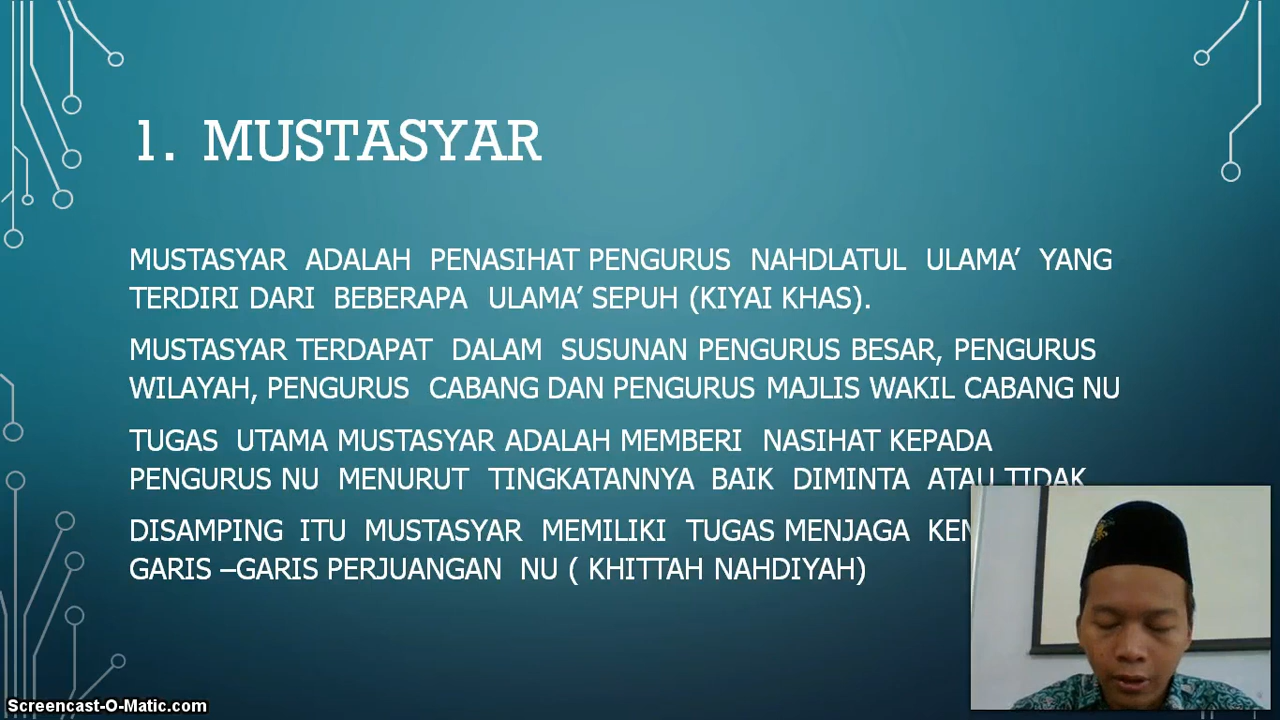 1. MUSTASYAR
MUSTASYAR ADALAH PENASIHAT PENGURUS NAHDLATUL ULAMA’ YANG
TERDIRI DARI BEBERAPA ULAMA’ SEPUH (KIYAI KHAS).
MUSTASYAR TERDAPAT DALAM SUSUNAN PENGURUS BESAR, PENGURUS
WILAYAH, PENGURUS CABANG DAN PENGURUS MAJLIS WAKIL CABANG NU
TUGAS UTAMA MUSTASYAR ADALAH MEMBERI NASIHAT KEPADA
PENGURUS NU MENURUT TINGKATANNYA BAIK DIMINTA ATAU TIDAK
DISAMPING ITU MUSTASYAR MEMILIKI TUGAS MENJAGA
GARIS –GARIS PERJUANGAN NU ( KHITTAH NAHDIYAH)
Screencast-O-Matic.com